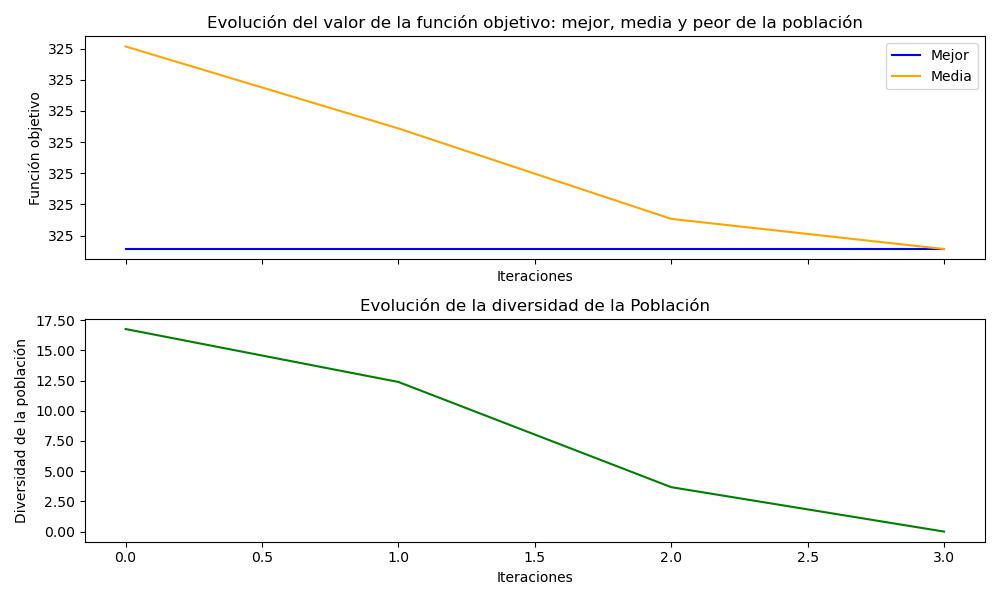 Evolución del valor de la función objetivo: mejor, media y peor de la población
325
325
325
325
325
325
325
Función objetivo
Mejor
Media
Iteraciones
Evolución de la diversidad de la Población
17.50
15.00
12.50
10.00
7.50
5.00
2.50
0.00
Diversidad de la población
0.0 0.5 1.0 1.5 2.0 2.5 3.0
Iteraciones